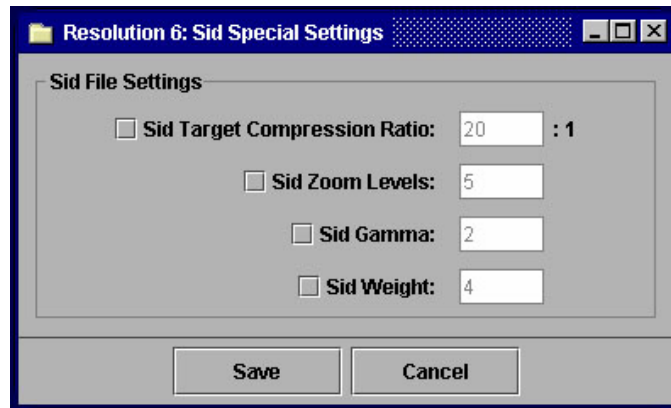 Resolution 6: Sid Special Settings
Sid File Settings
Sid Target Compression Ratio: 20 : 1
Sid Zoom Levels: 5
Sid Gamma: 2
Sid Weight: 4
Save Cancel